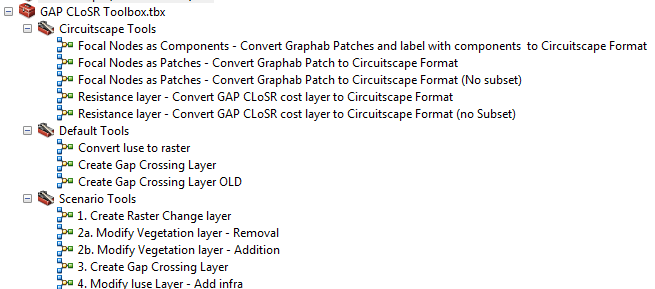 GAP CLoSR Toolbox.tbx
Circuitscape Tools
Focal Nodes as Components - Convert Graphab Patches and label with components to Circuitscape Format
Focal Nodes as Patches - Convert Graphab Patch to Circuitscape Format
Focal Nodes as Patches - Convert Graphab Patch to Circuitscape Format (No subset)
Resistance layer - Convert GAP CLoSR cost layer to Circuitscape Format
Resistance layer - Convert GAP CLoSR cost layer to Circuitscape Format (no Subset)
Default Tools
Convert luse to raster
Create Gap Crossing Layer
Create Gap Crossing Layer OLD
Scenario Tools
1. Create Raster Change layer
2a. Modify Vegetation layer - Removal
2b. Modify Vegetation layer - Addition
3. Create Gap Crossing Layer
4. Modify luse Layer - Add infra